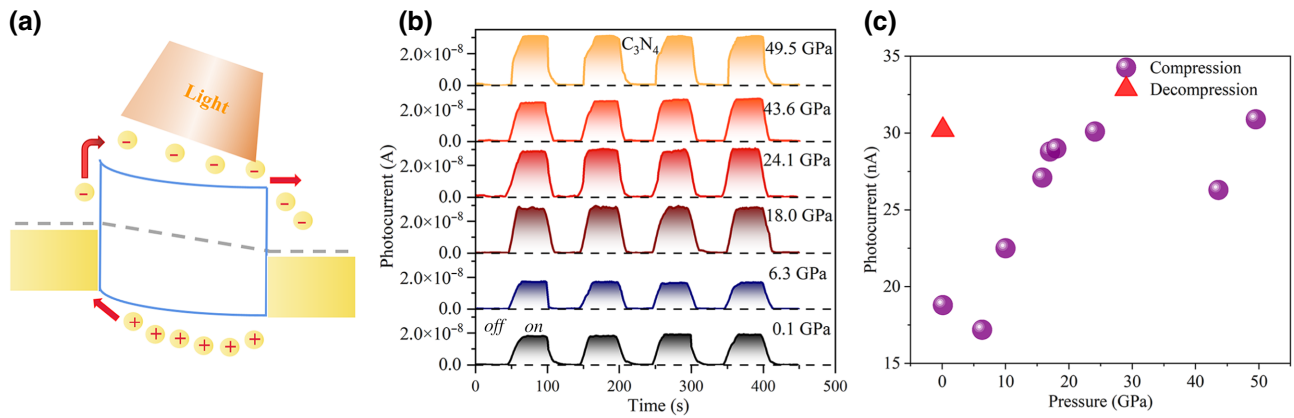 (a)
Light
(b)
C₃N₄
49.5 GPa
2.0×10⁻⁸
0.0
43.6 GPa
2.0×10⁻⁸
0.0
24.1 GPa
2.0×10⁻⁸
0.0
18.0 GPa
2.0×10⁻⁸
0.0
6.3 GPa
2.0×10⁻⁸
0.0
off on
0.1 GPa
2.0×10⁻⁸
0.0
Photocurrent (A)
0 100 200 300 400 500
Time (s)
(c)
Compression
Decompression
35
30
25
20
15
Photocurrent (nA)
0 10 20 30 40 50 60
Pressure (GPa)